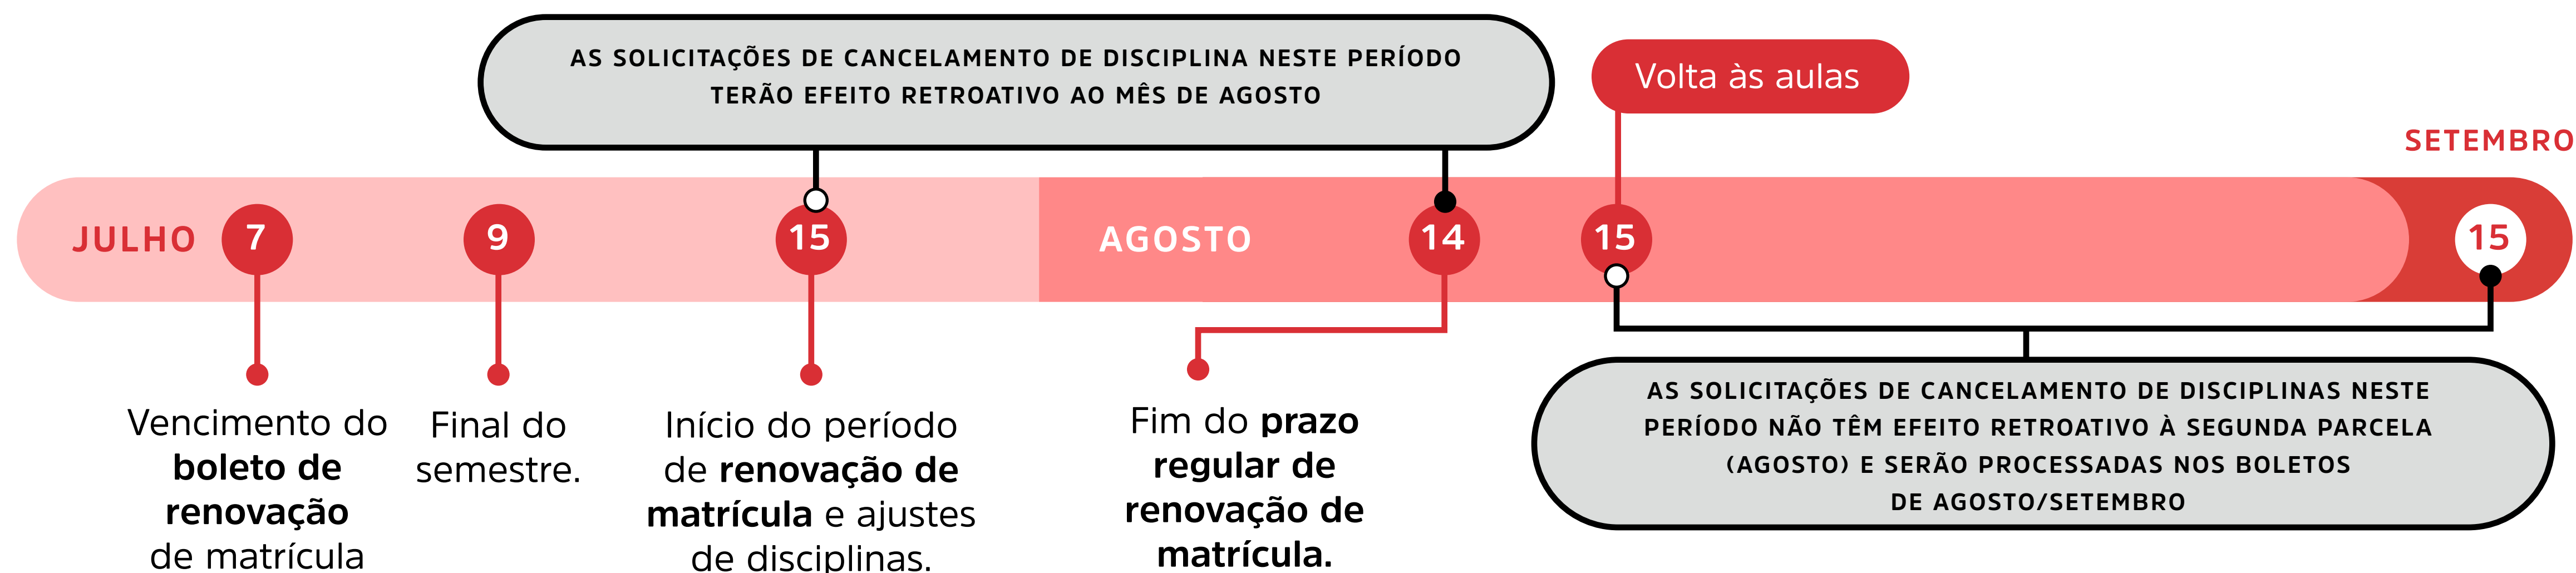 AS SOLICITAÇÕES DE CANCELAMENTO DE DISCIPLINA NESTE PERÍODO
TERÃO EFEITO RETROATIVO AO MÊS DE AGOSTO
Volta às aulas
SETEMBRO
JULHO 7 9 15 AGOSTO 14 15 15
Vencimento do
boleto de
renovação
de matrícula
Final do
semestre.
Início do período
de renovação de
matrícula e ajustes
de disciplinas.
Fim do prazo
regular de
renovação de
matrícula.
AS SOLICITAÇÕES DE CANCELAMENTO DE DISCIPLINAS NESTE
PERÍODO NÃO TÊM EFEITO RETROATIVO À SEGUNDA PARCELA
(AGOSTO) E SERÃO PROCESSADAS NOS BOLETOS
DE AGOSTO/SETEMBRO